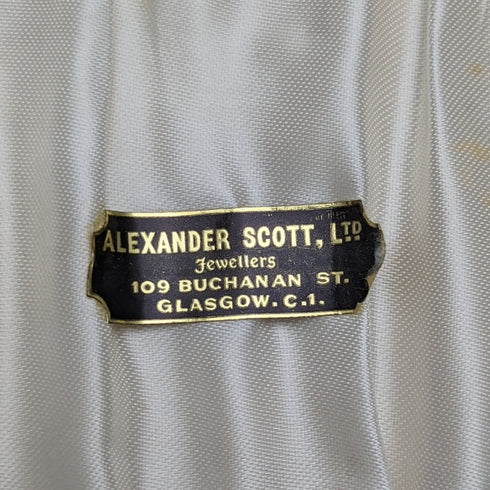 ALEXANDER SCOTT, LTD
Jewellers
109 BUCHANAN ST.
GLASGOW. C.1.